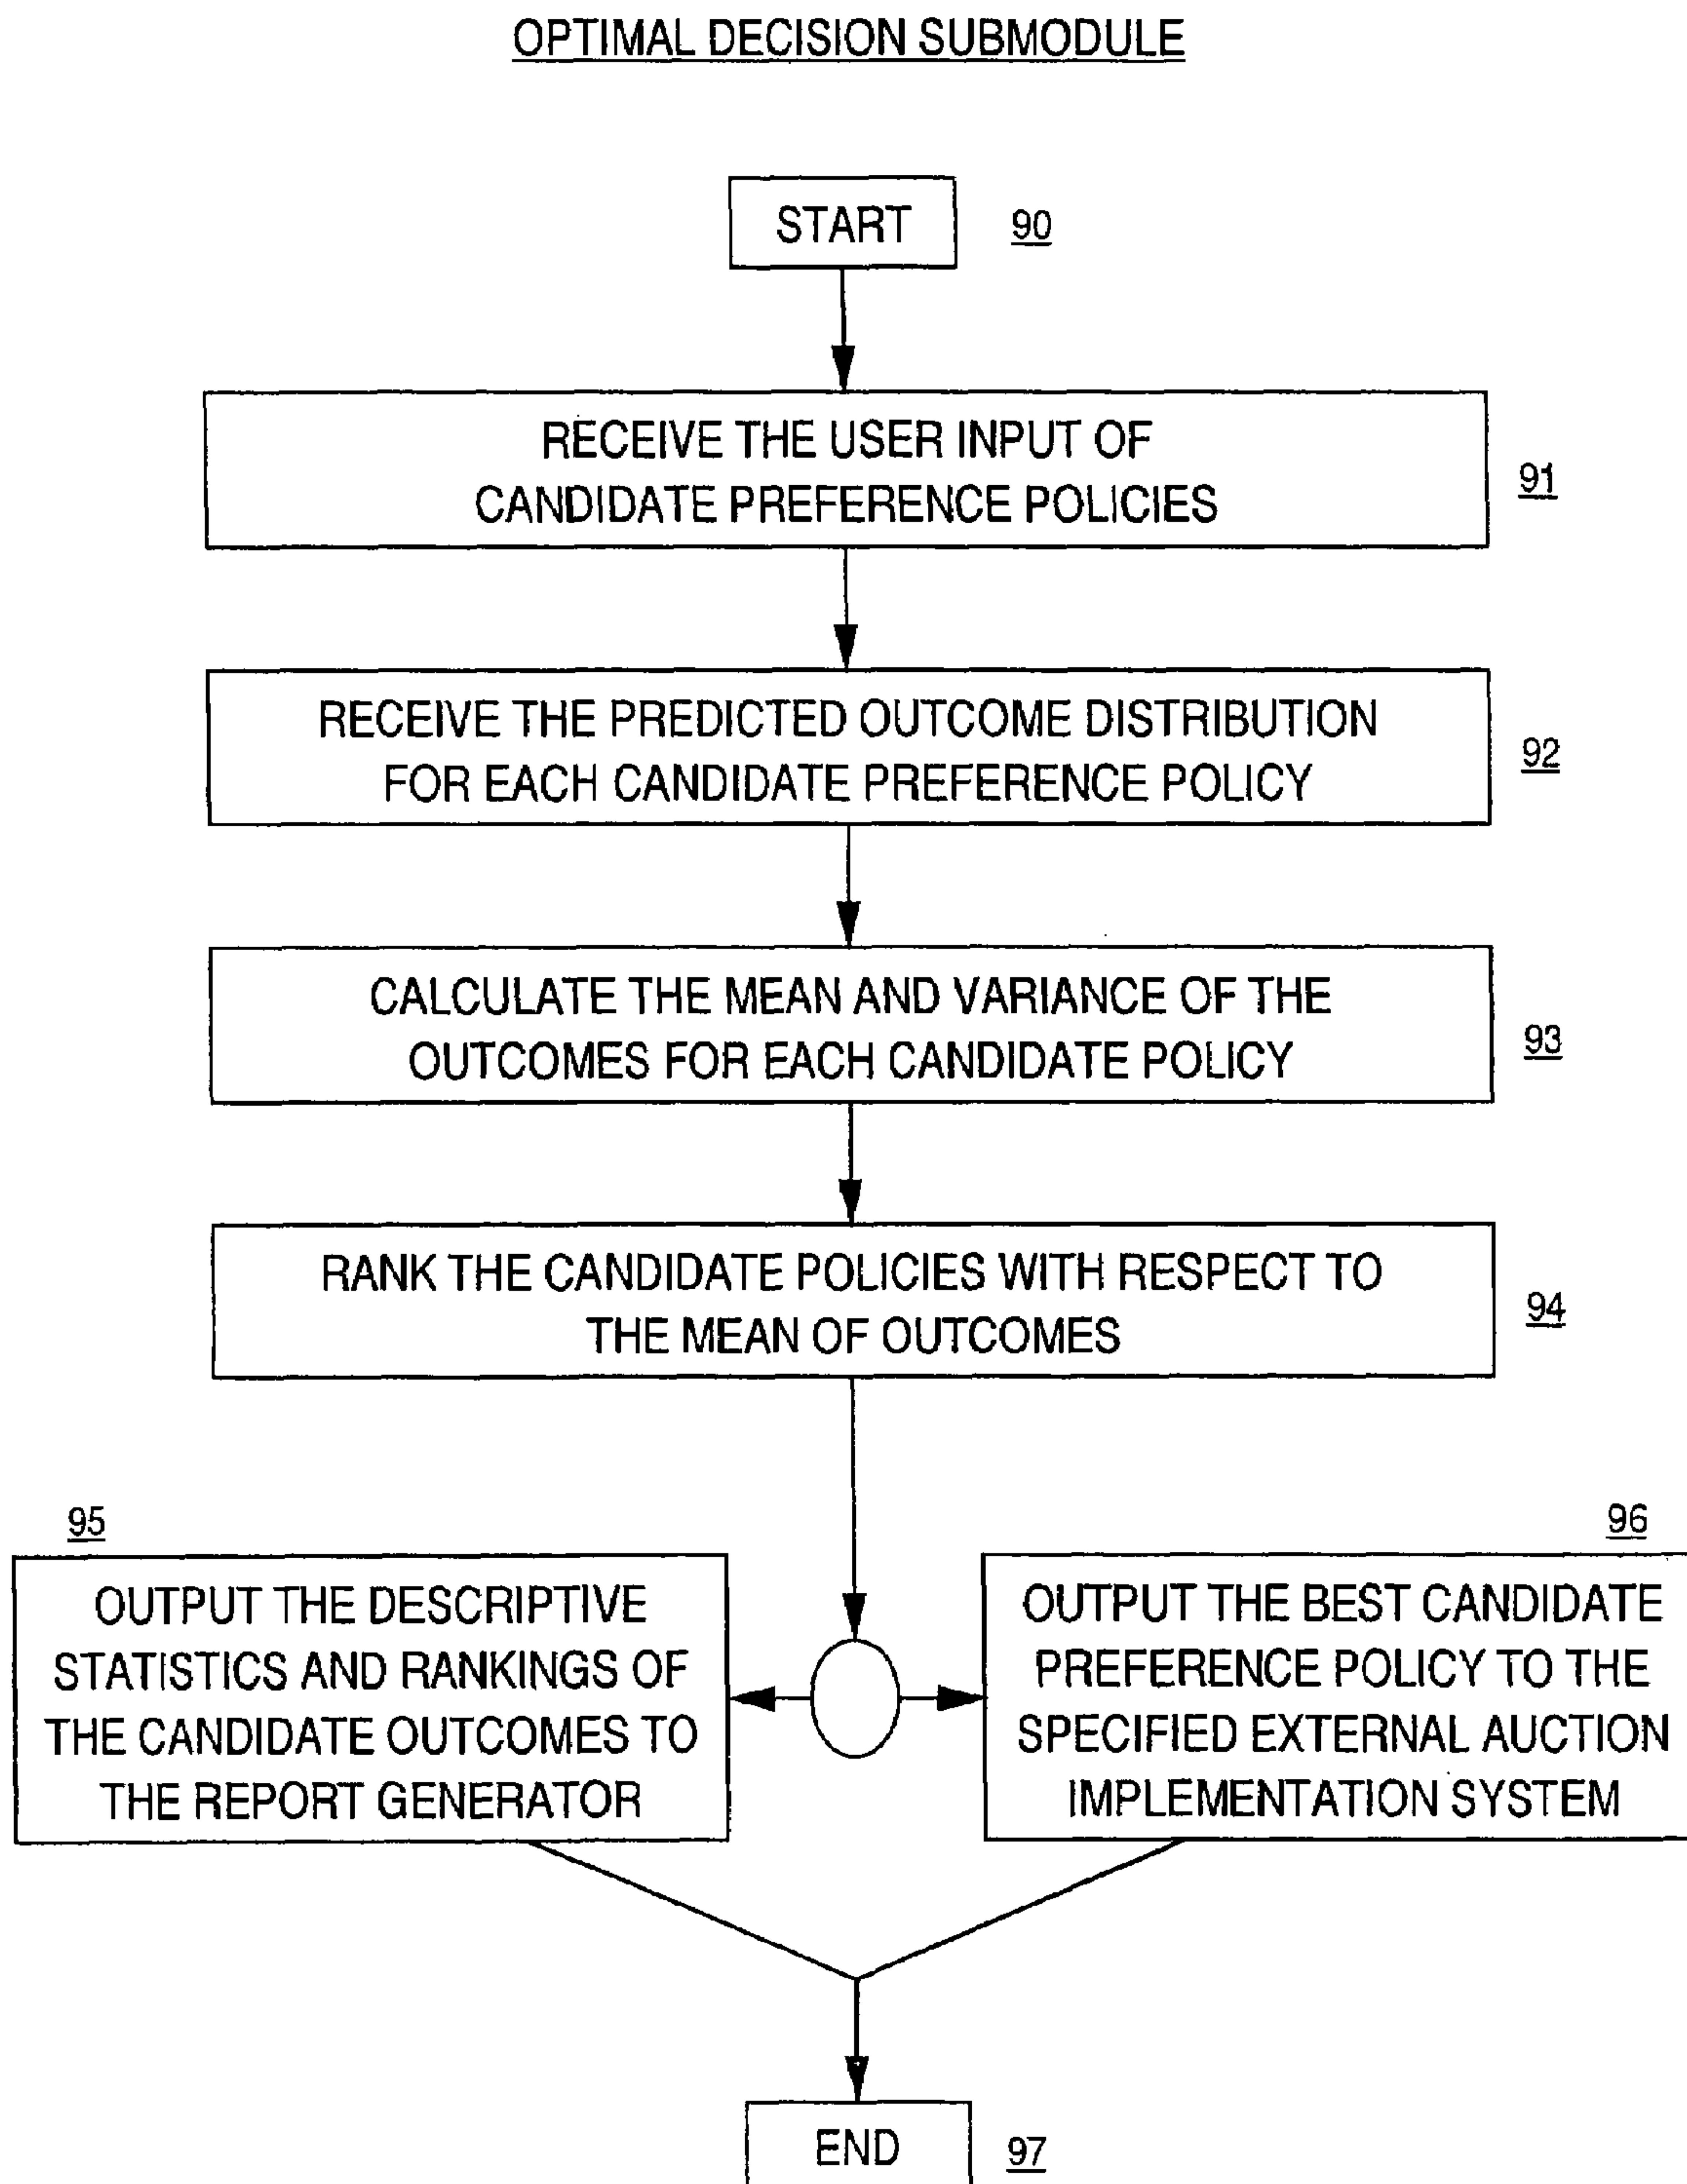 OPTIMAL DECISION SUBMODULE
START
90
RECEIVE THE USER INPUT OF
CANDIDATE PREFERENCE POLICIES
91
RECEIVE THE PREDICTED OUTCOME DISTRIBUTION
FOR EACH CANDIDATE PREFERENCE POLICY
92
CALCULATE THE MEAN AND VARIANCE OF THE
OUTCOMES FOR EACH CANDIDATE POLICY
93
RANK THE CANDIDATE POLICIES WITH RESPECT TO
THE MEAN OF OUTCOMES
94
95
OUTPUT THE DESCRIPTIVE
STATISTICS AND RANKINGS OF
THE CANDIDATE OUTCOMES TO
THE REPORT GENERATOR
96
OUTPUT THE BEST CANDIDATE
PREFERENCE POLICY TO THE
SPECIFIED EXTERNAL AUCTION
IMPLEMENTATION SYSTEM
END
97